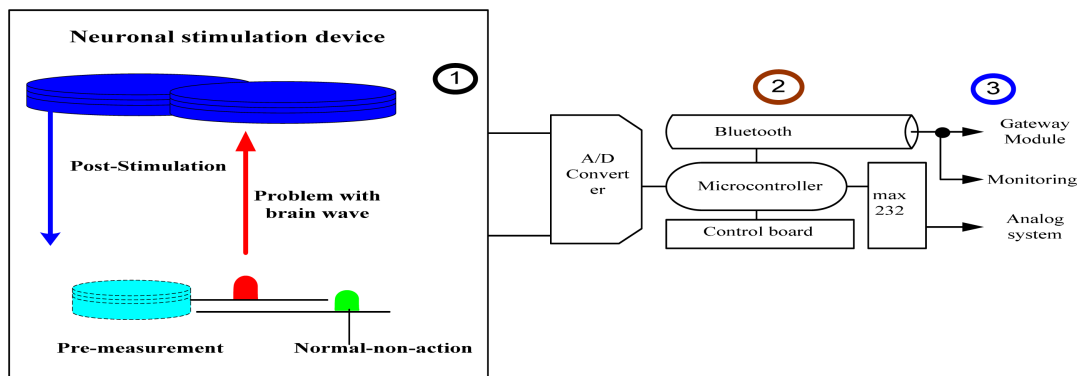 Neuronal stimulation device
1
Post-Stimulation
Problem with
brain wave
Pre-measurement
Normal-non-action
A/D
Convert
er
2
Bluetooth
Microcontroller
Control board
max
232
3
Gateway
Module
Monitoring
Analog
system